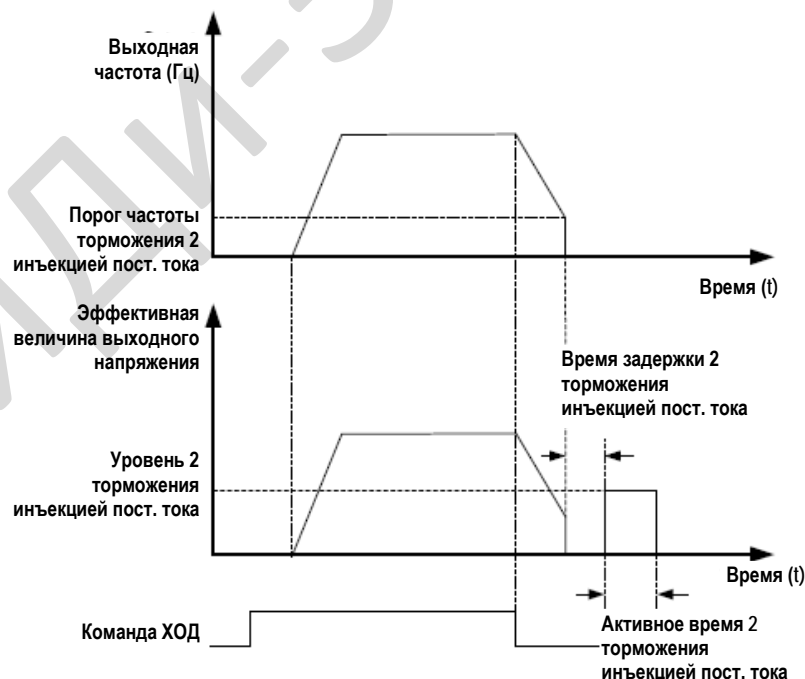 Выходная
частота (Гц)
Порог частоты
торможения 2
инъекцией пост. тока
Время (t)
Эффективная
величина выходного
напряжения
Время задержки 2
торможения
инъекцией пост. тока
Уровень 2
торможения
инъекцией пост. тока
Время (t)
Команда ХОД
Активное время 2
торможения
инъекцией пост. тока